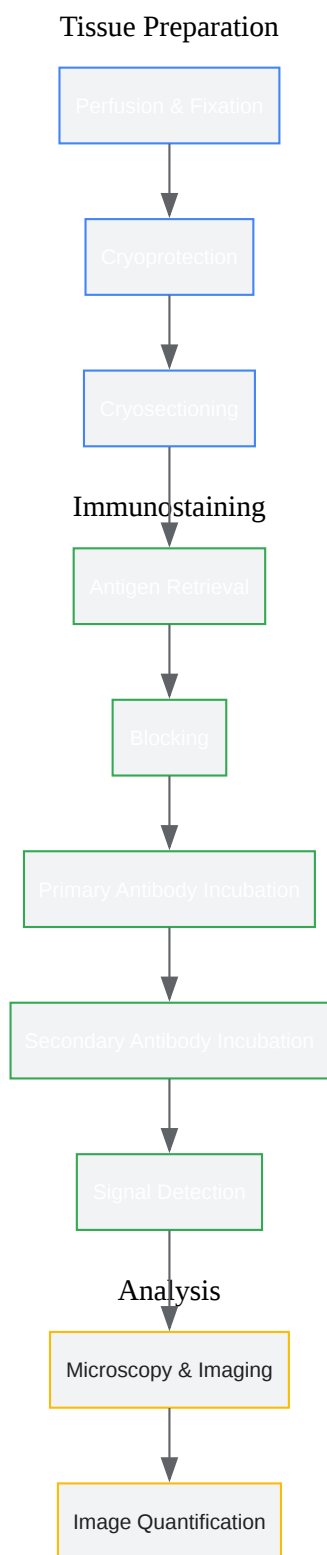 Tissue Preparation
Perfusion & Fixation
Cryoprotection
Cryosectioning
Immunostaining
Antigen Retrieval
Blocking
Primary Antibody Incubation
Secondary Antibody Incubation
Signal Detection
Analysis
Microscopy & Imaging
Image Quantification